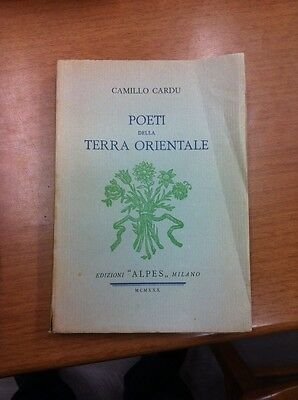 CAMILLO CARDU
POETI
DELLA
TERRA ORIENTALE
EDIZIONI "ALPES„ MILANO
MCMXXX